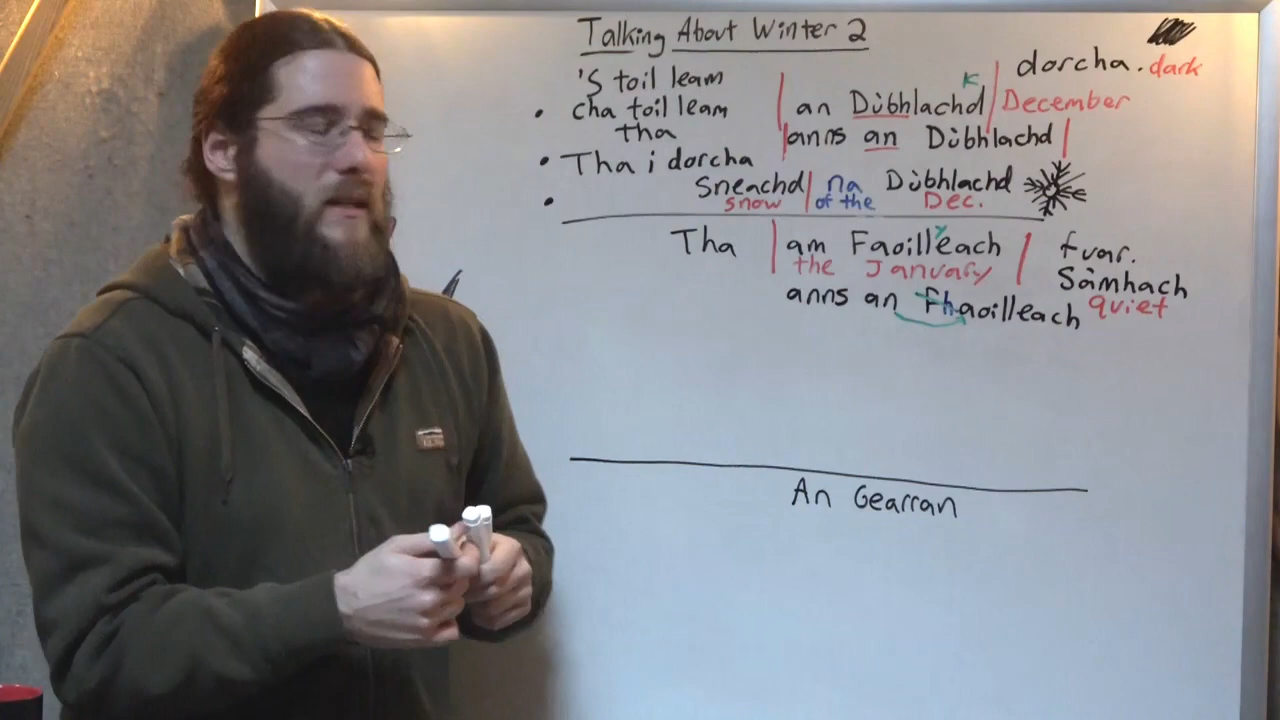 Talking About Winter 2
'S toil leam
dorcha. dark
K
• cha toil leam | an Dùbhlachd | December
tha | anns an Dùbhlachd |
• Tha i dorcha
• Sneachd | na Dùbhlachd
snow of the Dec.
Tha | am Faoilleach | fuar.
the January
Sàmhach
anns an Fhaoilleach quiet
An Gearran